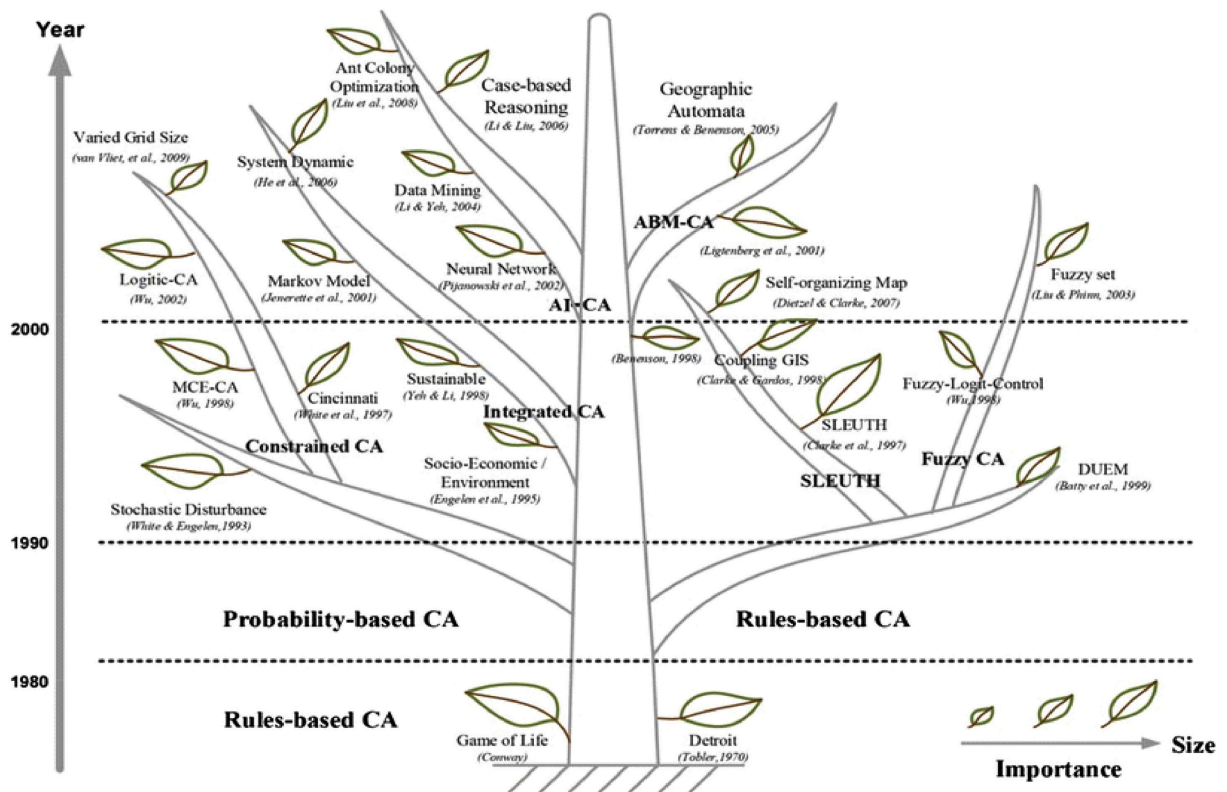 Year
Ant Colony
Optimization
(Liu et al., 2008)
Case-based
Reasoning
(Li & Liu, 2006)
Geographic
Automata
(Torrens & Benenson, 2005)
Varied Grid Size
(van Vliet, et al., 2009)
System Dynamic
(He et al., 2006)
Data Mining
(Li & Yeh, 2004)
ABM-CA
(Ligtenberg et al., 2001)
Logitic-CA
(Wu, 2002)
Markov Model
(Jenerette et al., 2001)
Neural Network
(Pijanowski et al., 2002)
AI-CA
Self-organizing Map
(Dietzel & Clarke, 2007)
Fuzzy set
(Liu & Phinn, 2003)
2000
(Benenson, 1998)
Coupling GIS
(Clarke & Gardos, 1998)
MCE-CA
(Wu, 1998)
Cincinnati
(White et al., 1997)
Sustainable
(Yeh & Li, 1998)
Fuzzy-Logit-Control
(Wu, 1998)
Integrated CA
SLEUTH
(Clarke et al., 1997)
Constrained CA
Socio-Economic /
Environment
(Engelen et al., 1995)
SLEUTH
Fuzzy CA
DUEM
(Batty et al., 1999)
Stochastic Disturbance
(White & Engelen,1993)
1990
Probability-based CA
Rules-based CA
1980
Rules-based CA
Game of Life
(Conway)
Detroit
(Tobler,1970)
Size
Importance